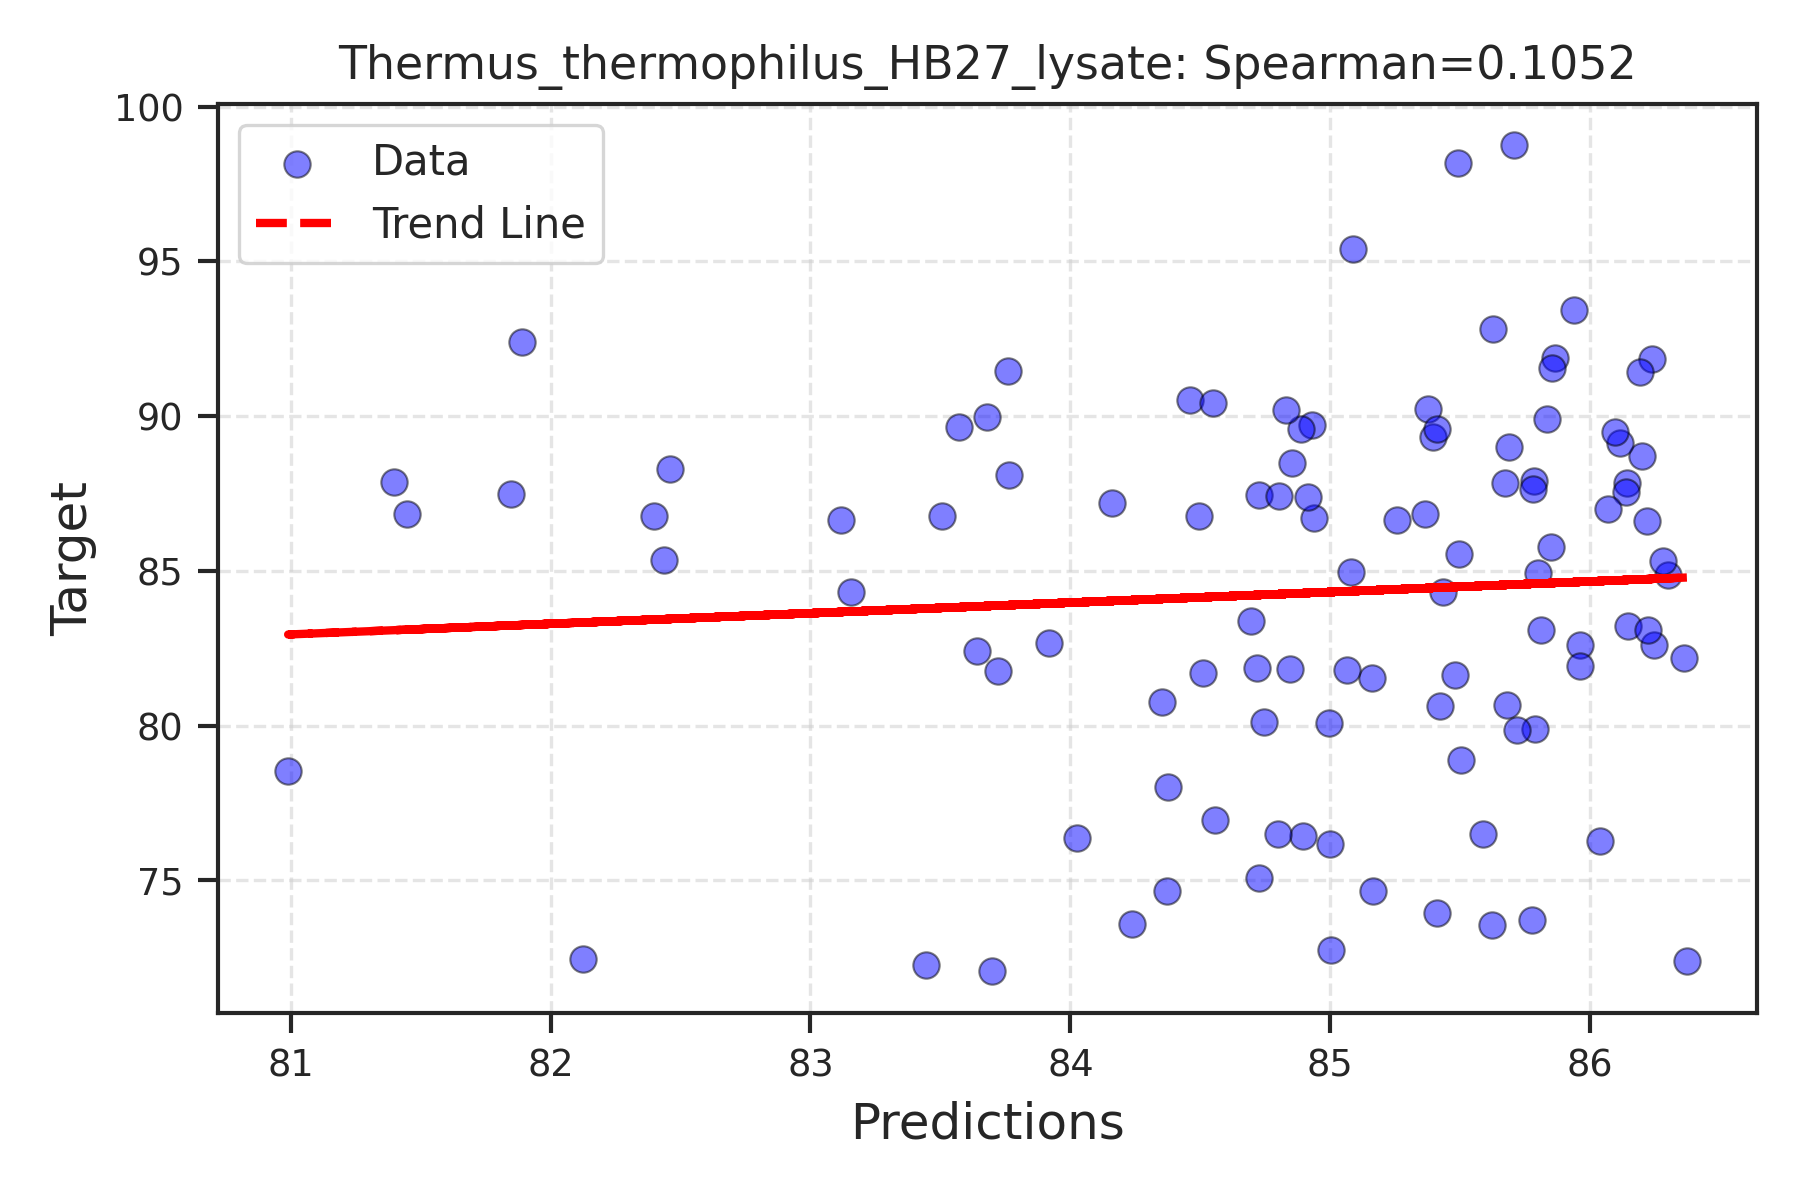 Thermus_thermophilus_HB27_lysate: Spearman=0.1052
100
95
90
85
80
75
Target
Data
Trend Line
81 82 83 84 85 86
Predictions